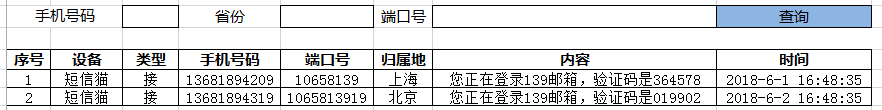 手机号码 省份 端口号 查询
序号 设备 类型 手机号码 端口号 归属地 内容 时间
1 短信猫 接 13681894209 10658139 上海 您正在登录139邮箱，验证码是364578 2018-6-1 16:48:35
2 短信猫 接 13681894319 1065813919 北京 您正在登录139邮箱，验证码是019902 2018-6-2 16:48:35